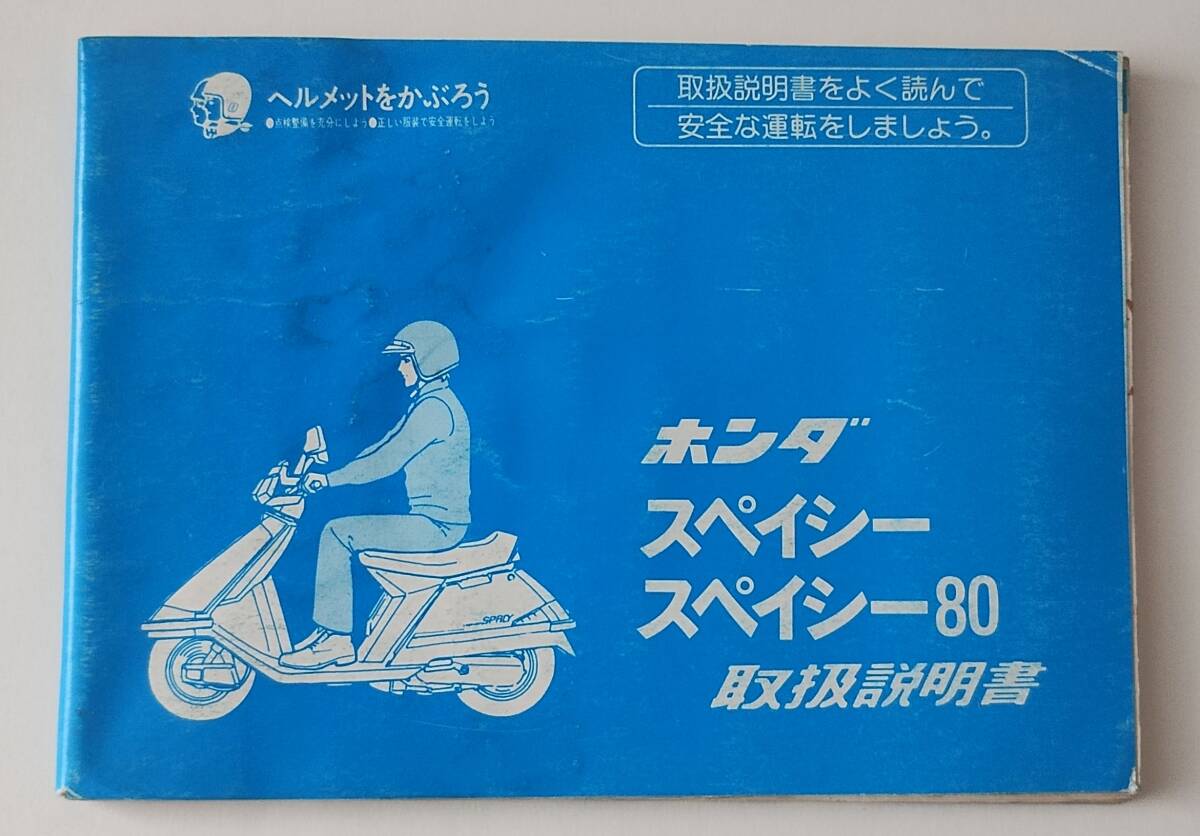 ヘルメットをかぶろう
●点検整備を充分にしよう●正しい服装で安全運転をしよう
取扱説明書をよく読んで
安全な運転をしましょう。
ホンダ
スペイシー
スペイシー80
取扱説明書